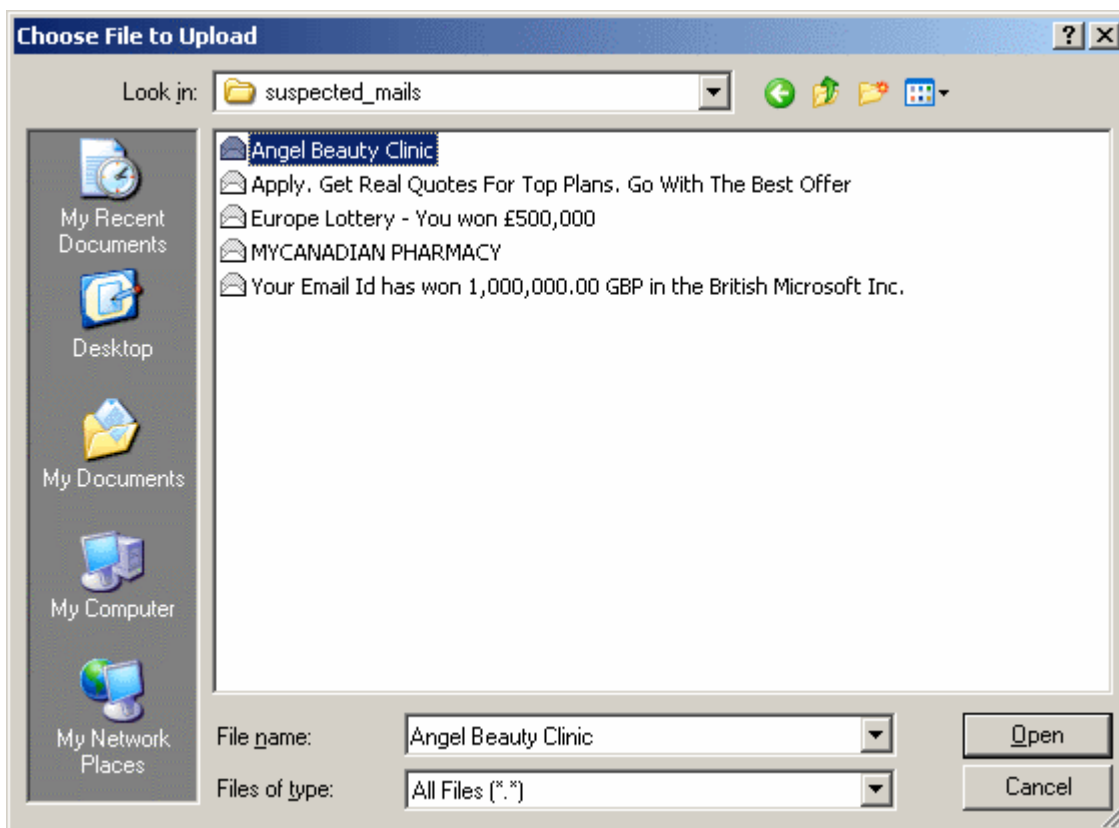 Choose File to Upload
Look in: suspected_mails
My Recent
Documents
Desktop
My Documents
My Computer
My Network
Places
Angel Beauty Clinic
Apply. Get Real Quotes For Top Plans. Go With The Best Offer
Europe Lottery - You won £500,000
MYCANADIAN PHARMACY
Your Email Id has won 1,000,000.00 GBP in the British Microsoft Inc.
File name: Angel Beauty Clinic Open
Files of type: All Files (*.*) Cancel